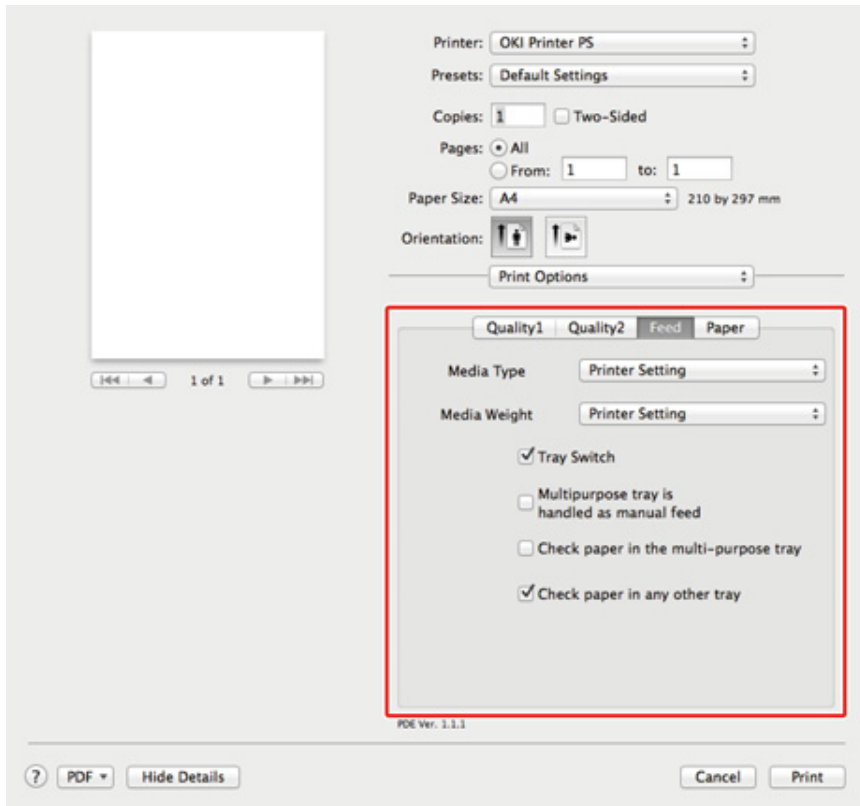 Printer: OKI Printer PS
Presets: Default Settings
Copies: 1 Two-Sided
Pages: All
From: 1 to: 1
Paper Size: A4 210 by 297 mm
Orientation:
Print Options
1 of 1
Quality1 Quality2 Feed Paper
Media Type Printer Setting
Media Weight Printer Setting
Tray Switch
Multipurpose tray is
handled as manual feed
Check paper in the multi-purpose tray
Check paper in any other tray
PDE Ver. 1.1.1
? PDF Hide Details Cancel Print